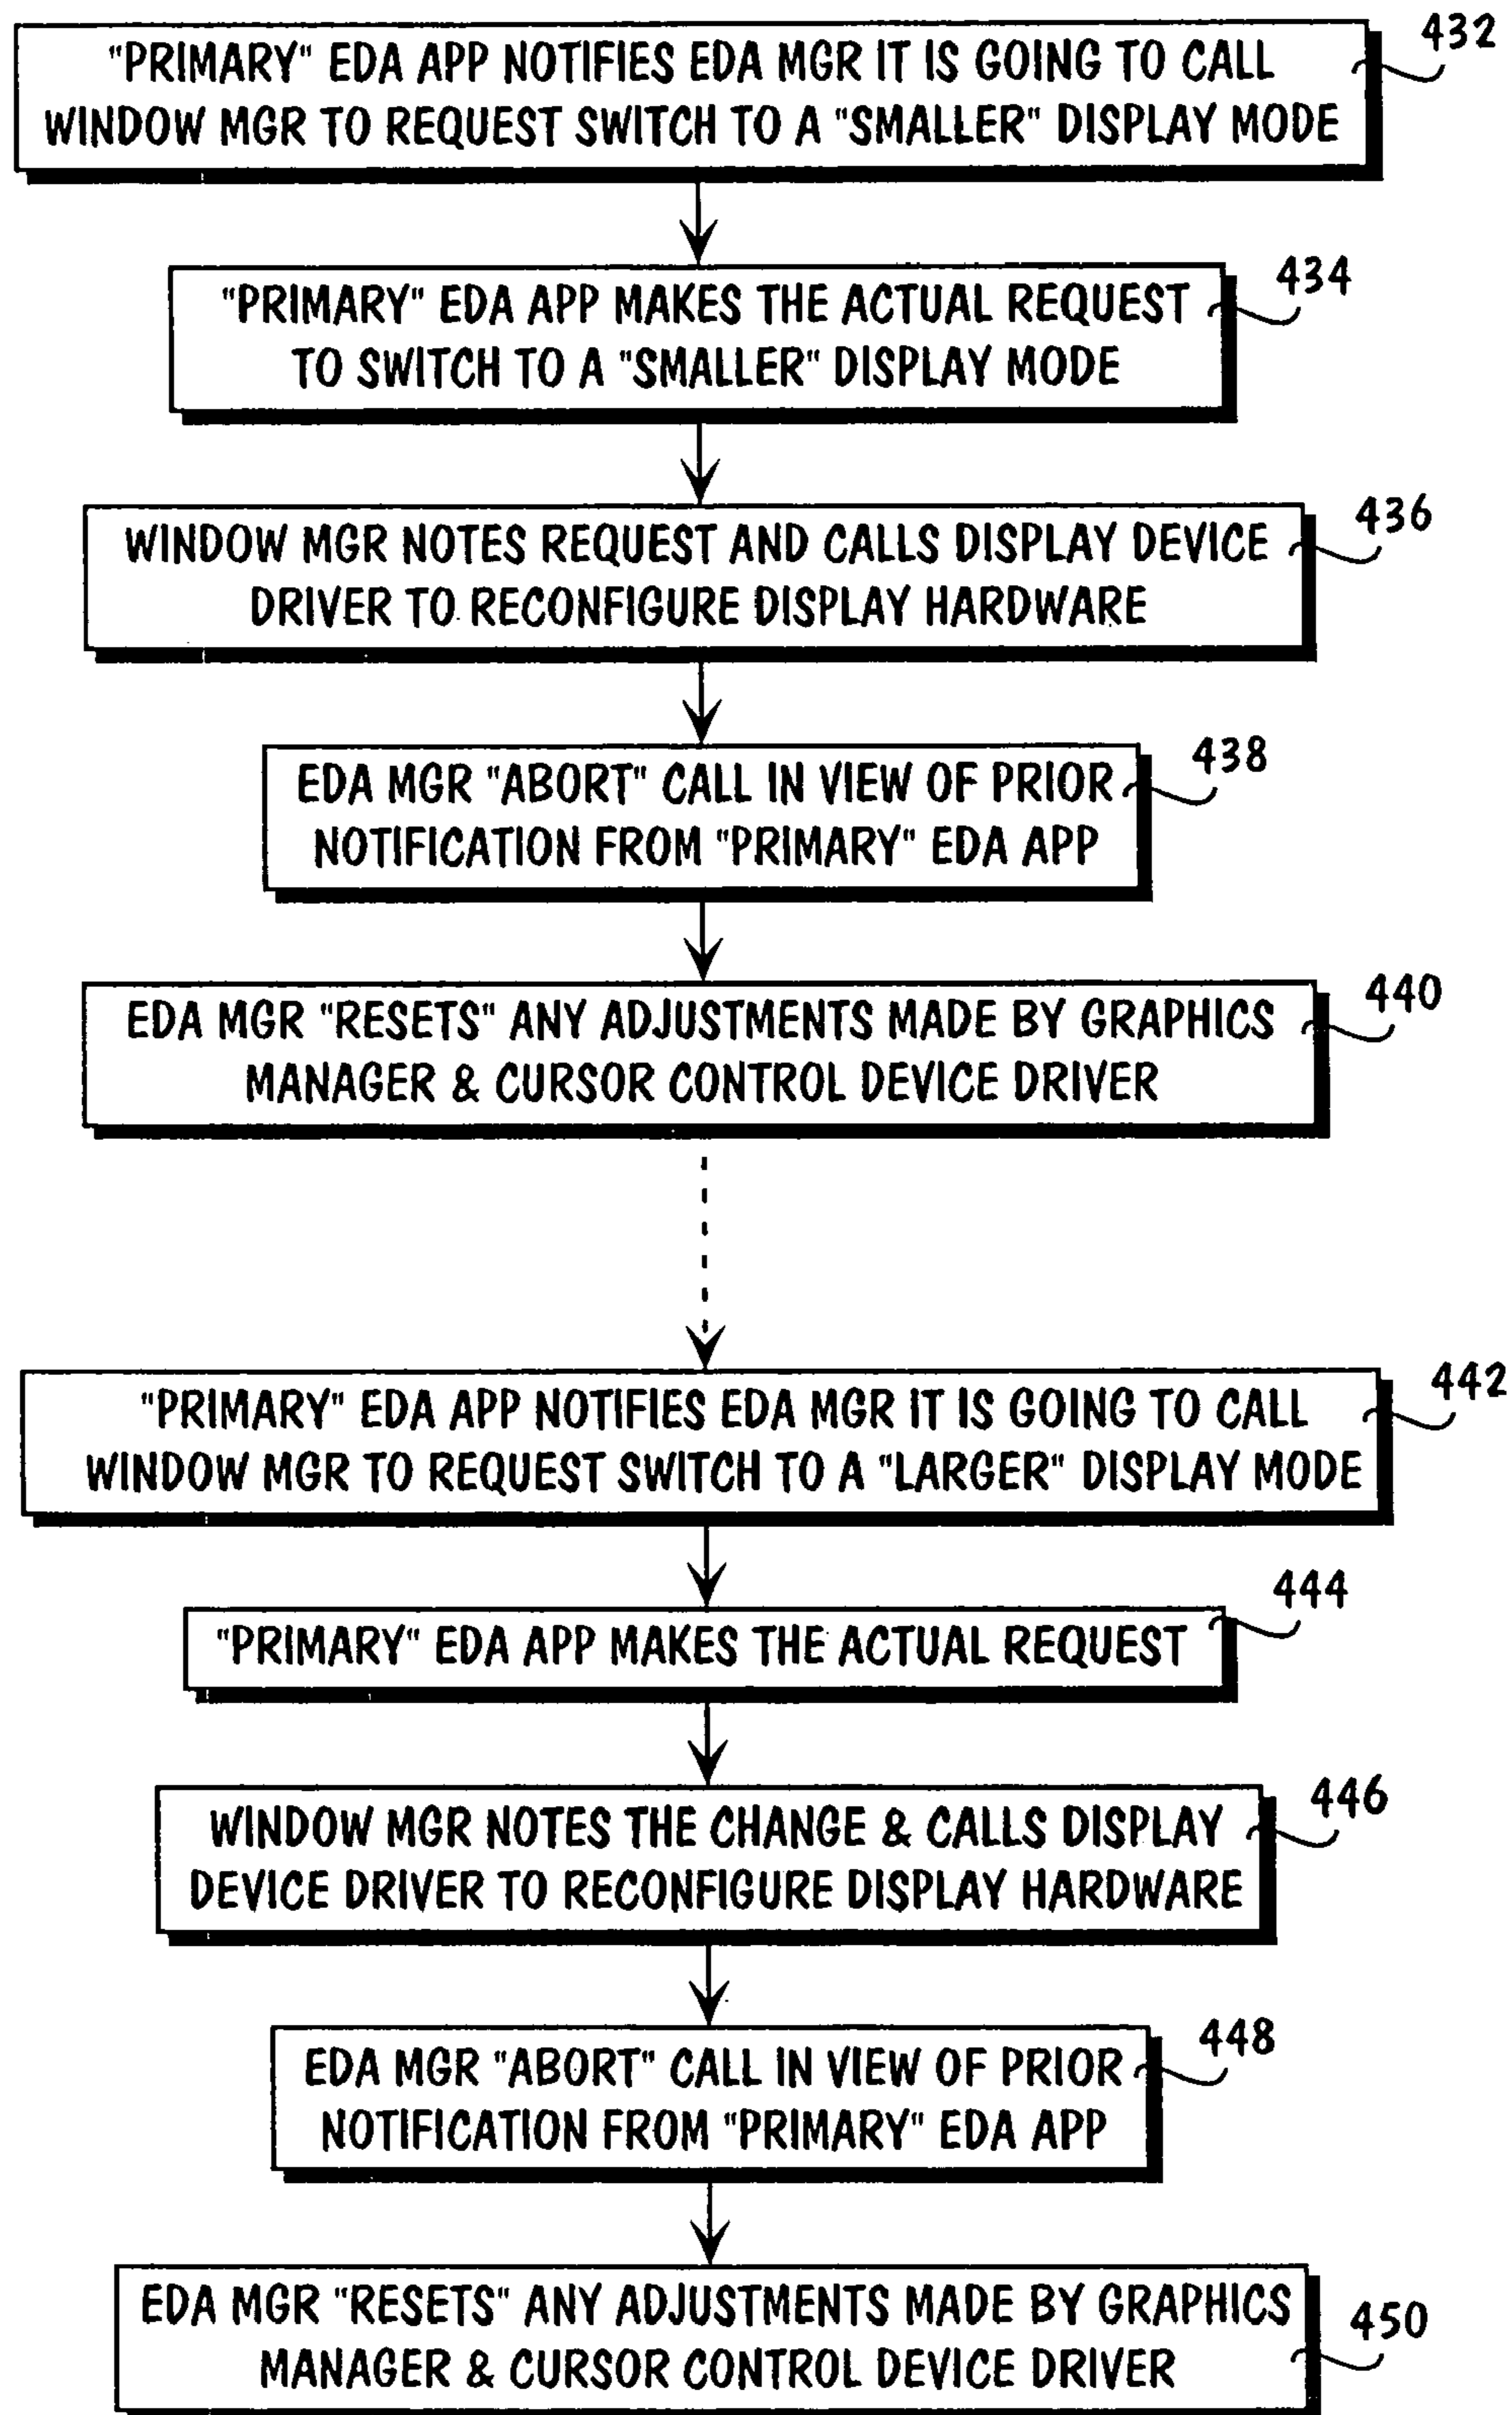 "PRIMARY" EDA APP NOTIFIES EDA MGR IT IS GOING TO CALL
WINDOW MGR TO REQUEST SWITCH TO A "SMALLER" DISPLAY MODE
432
"PRIMARY" EDA APP MAKES THE ACTUAL REQUEST
TO SWITCH TO A "SMALLER" DISPLAY MODE
434
WINDOW MGR NOTES REQUEST AND CALLS DISPLAY DEVICE
DRIVER TO RECONFIGURE DISPLAY HARDWARE
436
EDA MGR "ABORT" CALL IN VIEW OF PRIOR
NOTIFICATION FROM "PRIMARY" EDA APP
438
EDA MGR "RESETS" ANY ADJUSTMENTS MADE BY GRAPHICS
MANAGER & CURSOR CONTROL DEVICE DRIVER
440
"PRIMARY" EDA APP NOTIFIES EDA MGR IT IS GOING TO CALL
WINDOW MGR TO REQUEST SWITCH TO A "LARGER" DISPLAY MODE
442
"PRIMARY" EDA APP MAKES THE ACTUAL REQUEST
444
WINDOW MGR NOTES THE CHANGE & CALLS DISPLAY
DEVICE DRIVER TO RECONFIGURE DISPLAY HARDWARE
446
EDA MGR "ABORT" CALL IN VIEW OF PRIOR
NOTIFICATION FROM "PRIMARY" EDA APP
448
EDA MGR "RESETS" ANY ADJUSTMENTS MADE BY GRAPHICS
MANAGER & CURSOR CONTROL DEVICE DRIVER
450